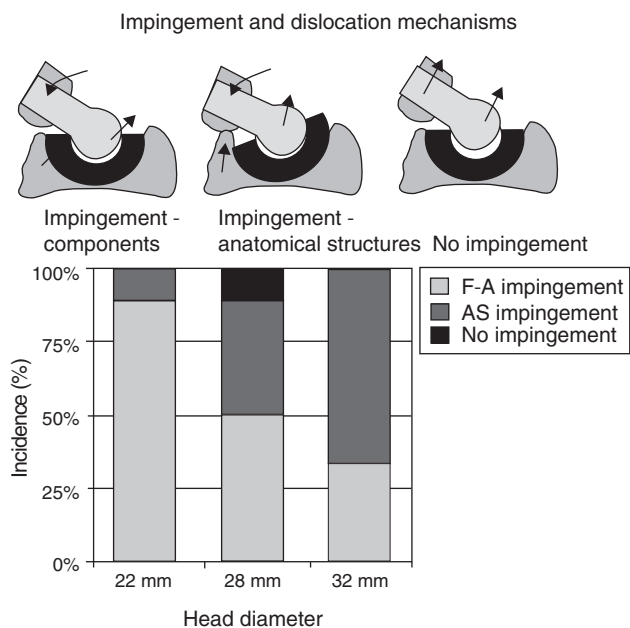 Impingement and dislocation mechanisms
Impingement -
components
Impingement -
anatomical structures
No impingement
100%
75%
50%
25%
0%
Incidence (%)
22 mm
28 mm
32 mm
Head diameter
F-A impingement
AS impingement
No impingement